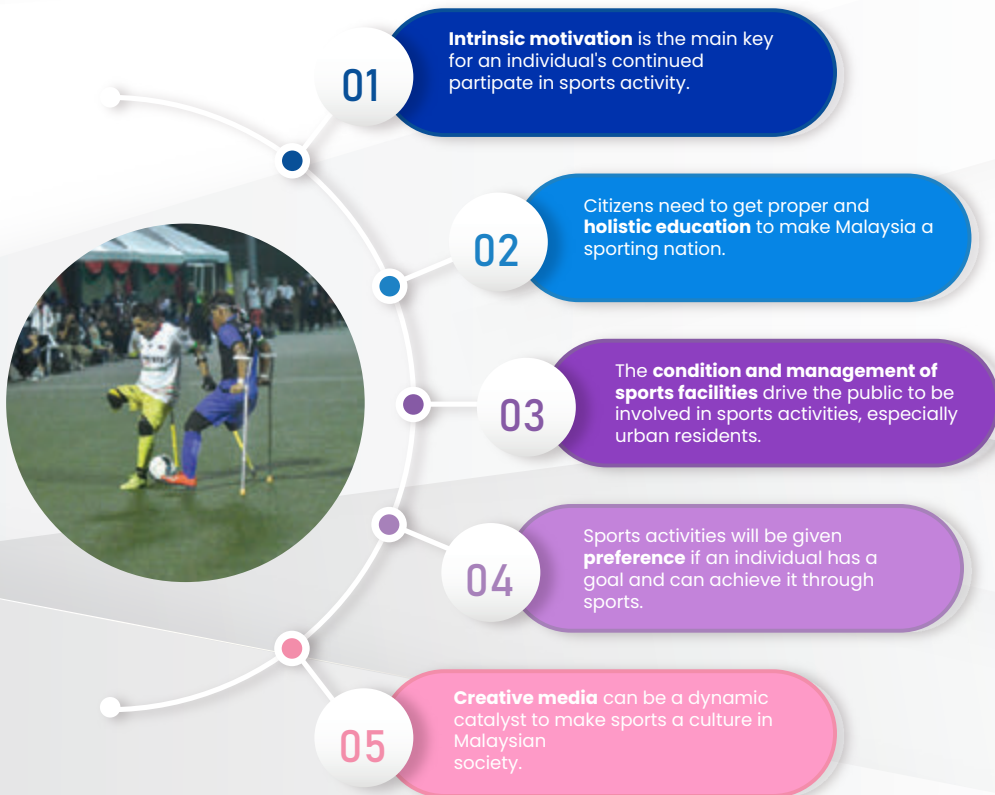 01
Intrinsic motivation is the main key
for an individual's continued
partipate in sports activity.
02
Citizens need to get proper and
holistic education to make Malaysia a
sporting nation.
03
The condition and management of
sports facilities drive the public to be
involved in sports activities, especially
urban residents.
04
Sports activities will be given
preference if an individual has a
goal and can achieve it through
sports.
05
Creative media can be a dynamic
catalyst to make sports a culture in
Malaysian
society.